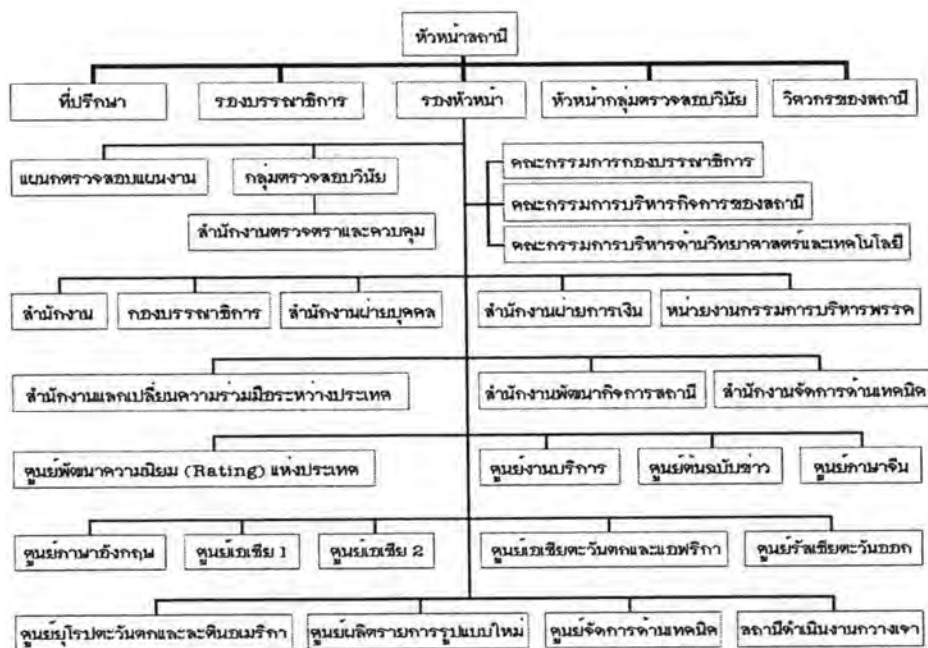 หัวหน้าสถานี
ที่ปรึกษา
รองบรรณาธิการ
รองหัวหน้า
หัวหน้ากลุ่มตรวจสอบวินัย
วิศวกรของสถานี
แผนกตรวจสอบแผนงาน
กลุ่มตรวจสอบวินัย
สำนักงานตรวจตราและควบคุม
คณะกรรมการกองบรรณาธิการ
คณะกรรมการบริหารกิจการของสถานี
คณะกรรมการบริหารด้านวิทยาศาสตร์และเทคโนโลยี
สำนักงาน
กองบรรณาธิการ
สำนักงานฝ่ายบุคคล
สำนักงานฝ่ายการเงิน
หน่วยงานกรรมการบริหารพรรค
สำนักงานแลกเปลี่ยนความร่วมมือระหว่างประเทศ
สำนักงานพัฒนากิจการสถานี
สำนักงานจัดการด้านเทคนิค
ศูนย์พัฒนาความนิยม (Rating) แห่งประเทศ
ศูนย์งานบริการ
ศูนย์ต้นฉบับข่าว
ศูนย์ภาษาจีน
ศูนย์ภาษาอังกฤษ
ศูนย์เอเชีย 1
ศูนย์เอเชีย 2
ศูนย์เอเชียตะวันตกและแอฟริกา
ศูนย์รัสเซียตะวันออก
ศูนย์ยุโรปตะวันตกและละตินอเมริกา
ศูนย์ผลิตรายการรูปแบบใหม่
ศูนย์จัดการด้านเทคนิค
สถานีดำเนินงานกวางเจา